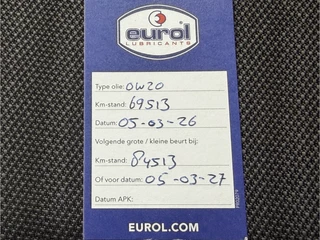 eurol
LUBRICANTS
Type olie: 0W20
Km-stand: 69513
Datum: 05-03-26
Volgende grote / kleine beurt bij:
Km-stand: 84513
Of voor datum: 05-03-27
Datum APK:
EUROL.COM